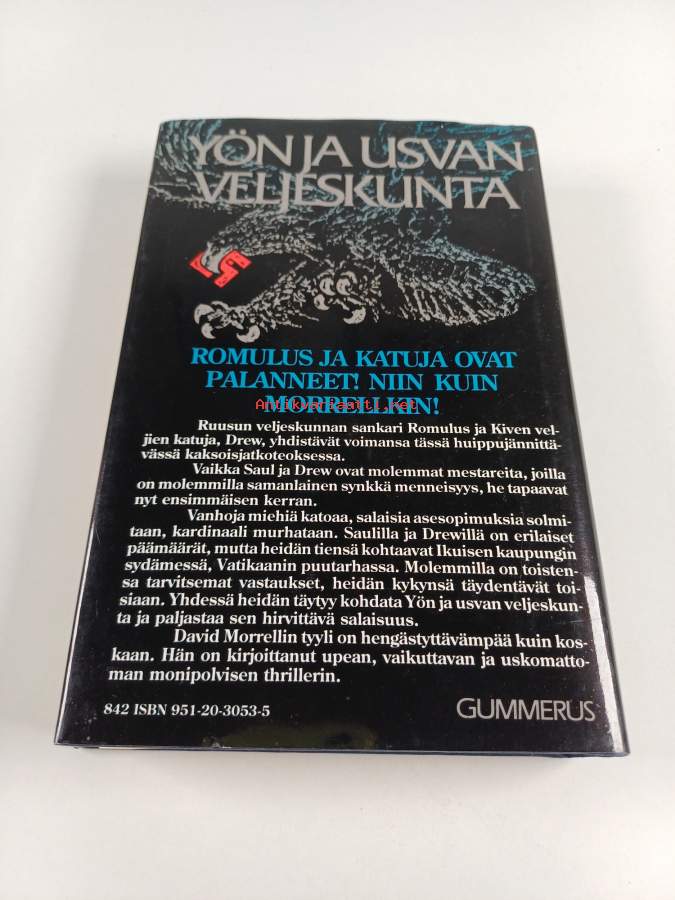 YÖN JA USVAN
VELJESKUNTA
ROMULUS JA KATUJA OVAT
PALANNEET! NIIN KUIN
MORRELLKIN!
Antikvariaatti.net
Ruusun veljeskunnan sankari Romulus ja Kiven vel-
jien katuja, Drew, yhdistävät voimansa tässä huippujännittä-
vässä kaksoisjatkoteoksessa.
Vaikka Saul ja Drew ovat molemmat mestareita, joilla
on molemmilla samanlainen synkkä menneisyys, he tapaavat
nyt ensimmäisen kerran.
Vanhoja miehiä katoaa, salaisia asesopimuksia solmi-
taan, kardinaali murhataan. Saulilla ja Drewillä on erilaiset
päämäärät, mutta heidän tiensä kohtaavat Ikuisen kaupungin
sydämessä, Vatikaanin puutarhassa. Molemmilla on toisten-
sa tarvitsemat vastaukset, heidän kykynsä täydentävät toi-
siaan. Yhdessä heidän täytyy kohdata Yön ja usvan veljeskun-
ta ja paljastaa sen hirvittävä salaisuus.
David Morrellin tyyli on hengästyttävämpää kuin kos-
kaan. Hän on kirjoittanut upean, vaikuttavan ja uskomatto-
man monipolvisen thrillerin.
842 ISBN 951-20-3053-5
GUMMERUS